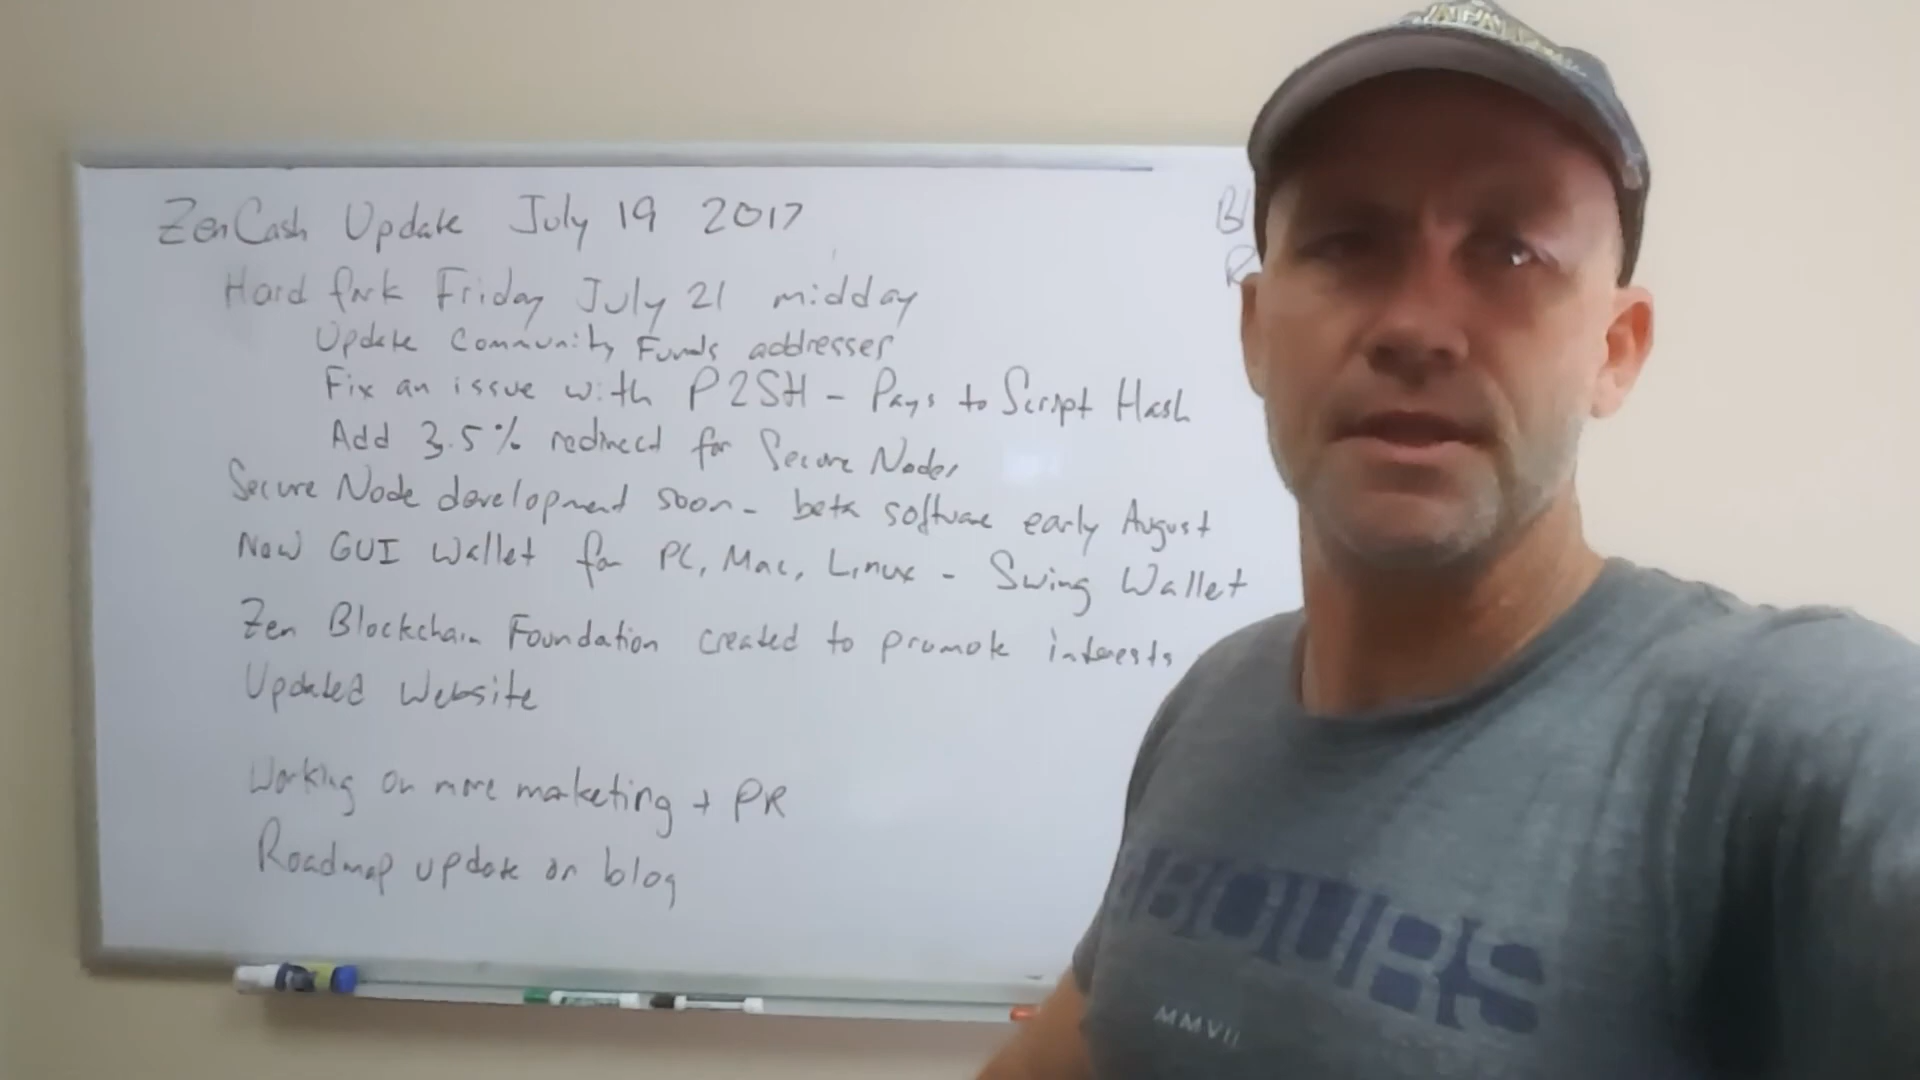 ZenCash Update July 19 2017
Hard fork Friday July 21 midday
Update Community Funds addresses
Fix an issue with P2SH - Pays to Script Hash
Add 3.5% redirect for Secure Nodes
Secure Node development soon - beta software early August
New GUI Wallet for PC, Mac, Linux - Swing Wallet
Zen Blockchain Foundation created to promote interests
Updated Website
Working on more marketing + PR
Roadmap update on blog
Bl
R
MMVII